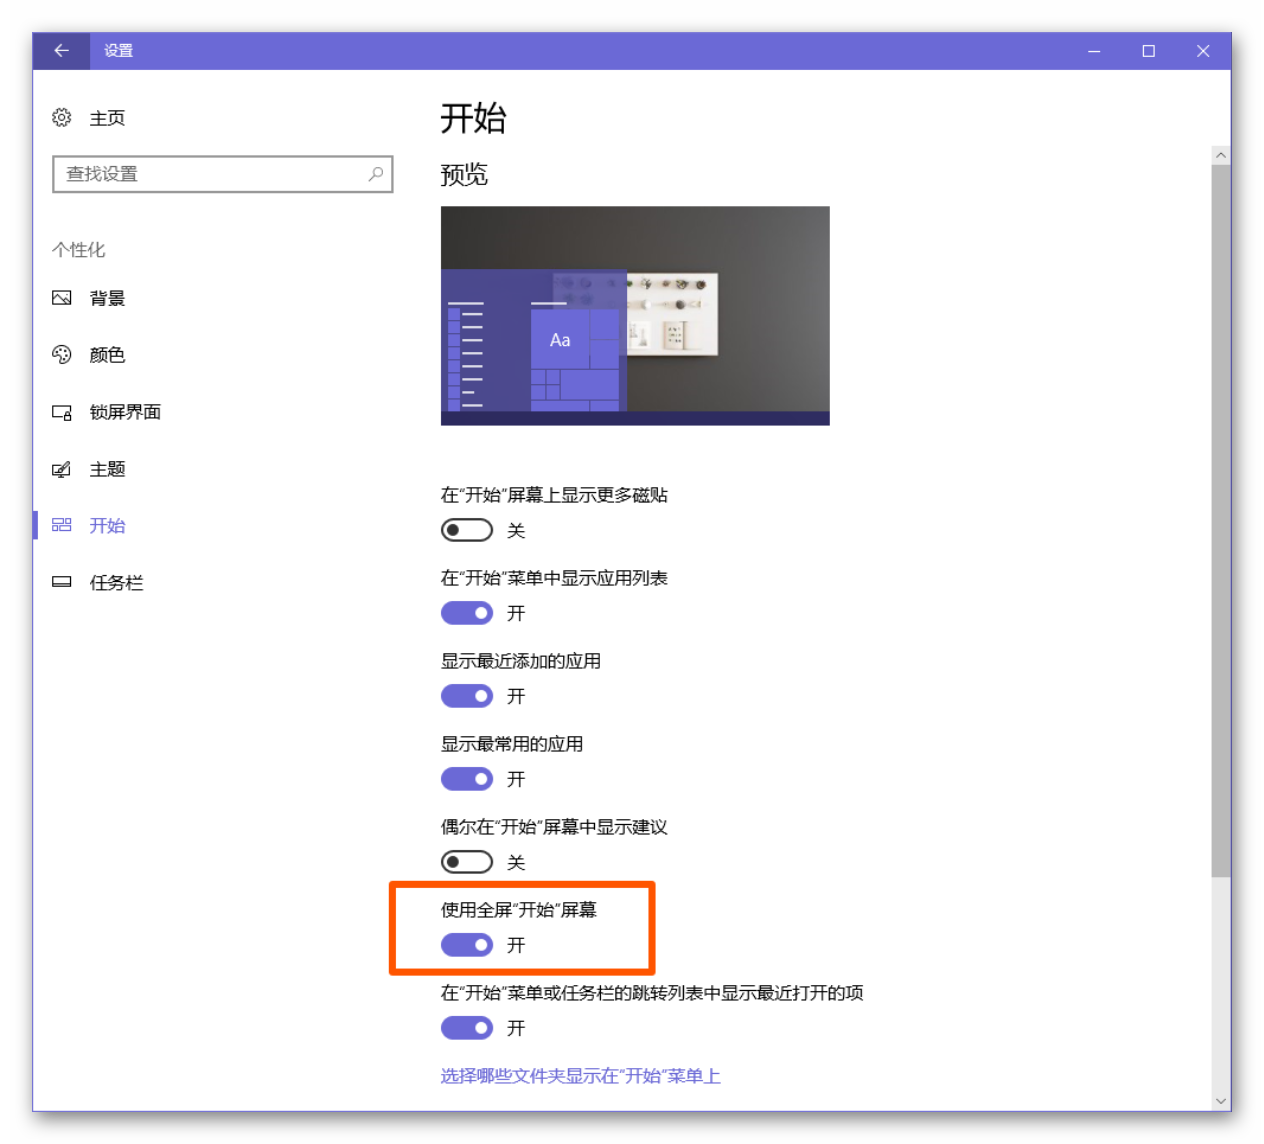 设置
主页
查找设置
个性化
背景
颜色
锁屏界面
主题
开始
任务栏
开始
预览
Aa
在"开始"屏幕上显示更多磁贴
关
在"开始"菜单中显示应用列表
开
显示最近添加的应用
开
显示最常用的应用
开
偶尔在"开始"屏幕中显示建议
关
使用全屏"开始"屏幕
开
在"开始"菜单或任务栏的跳转列表中显示最近打开的项
开
选择哪些文件夹显示在"开始"菜单上